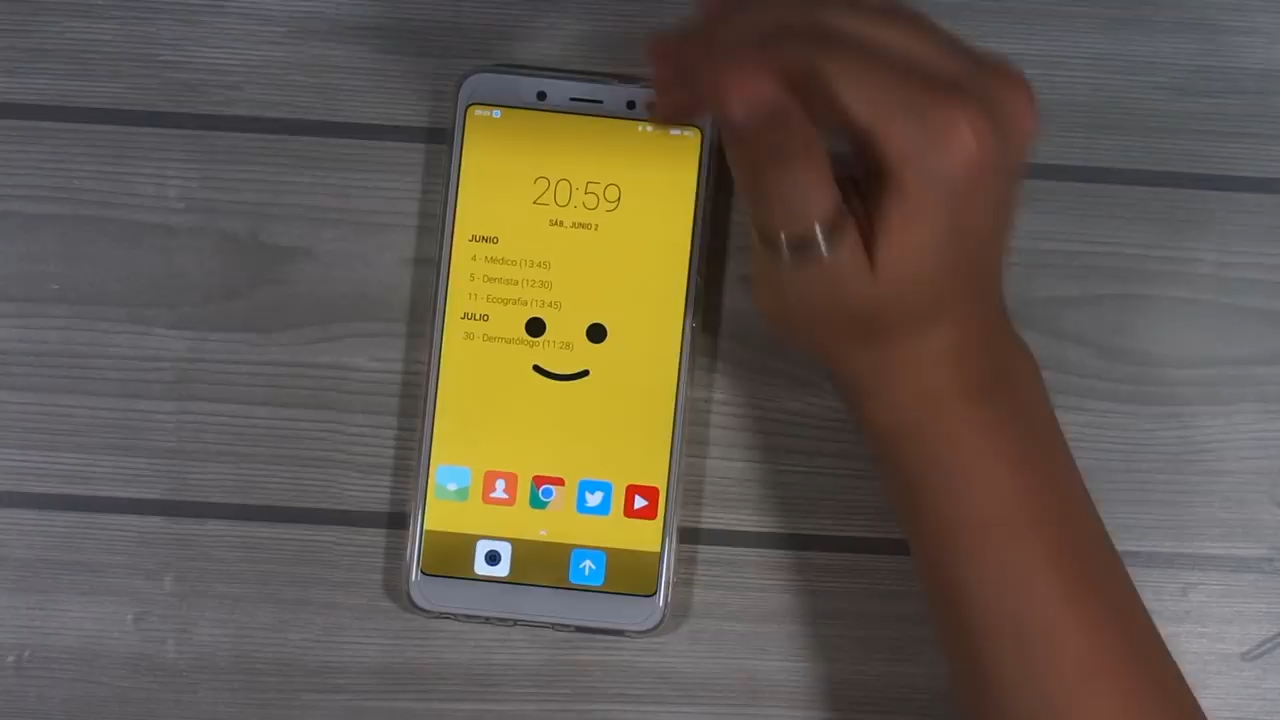 20:59
SÁB., JUNIO 2
JUNIO
4 - Médico (13:45)
5 - Dentista (12:30)
11 - Ecografia (13:45)
JULIO
30 - Dermatólogo (11:28)